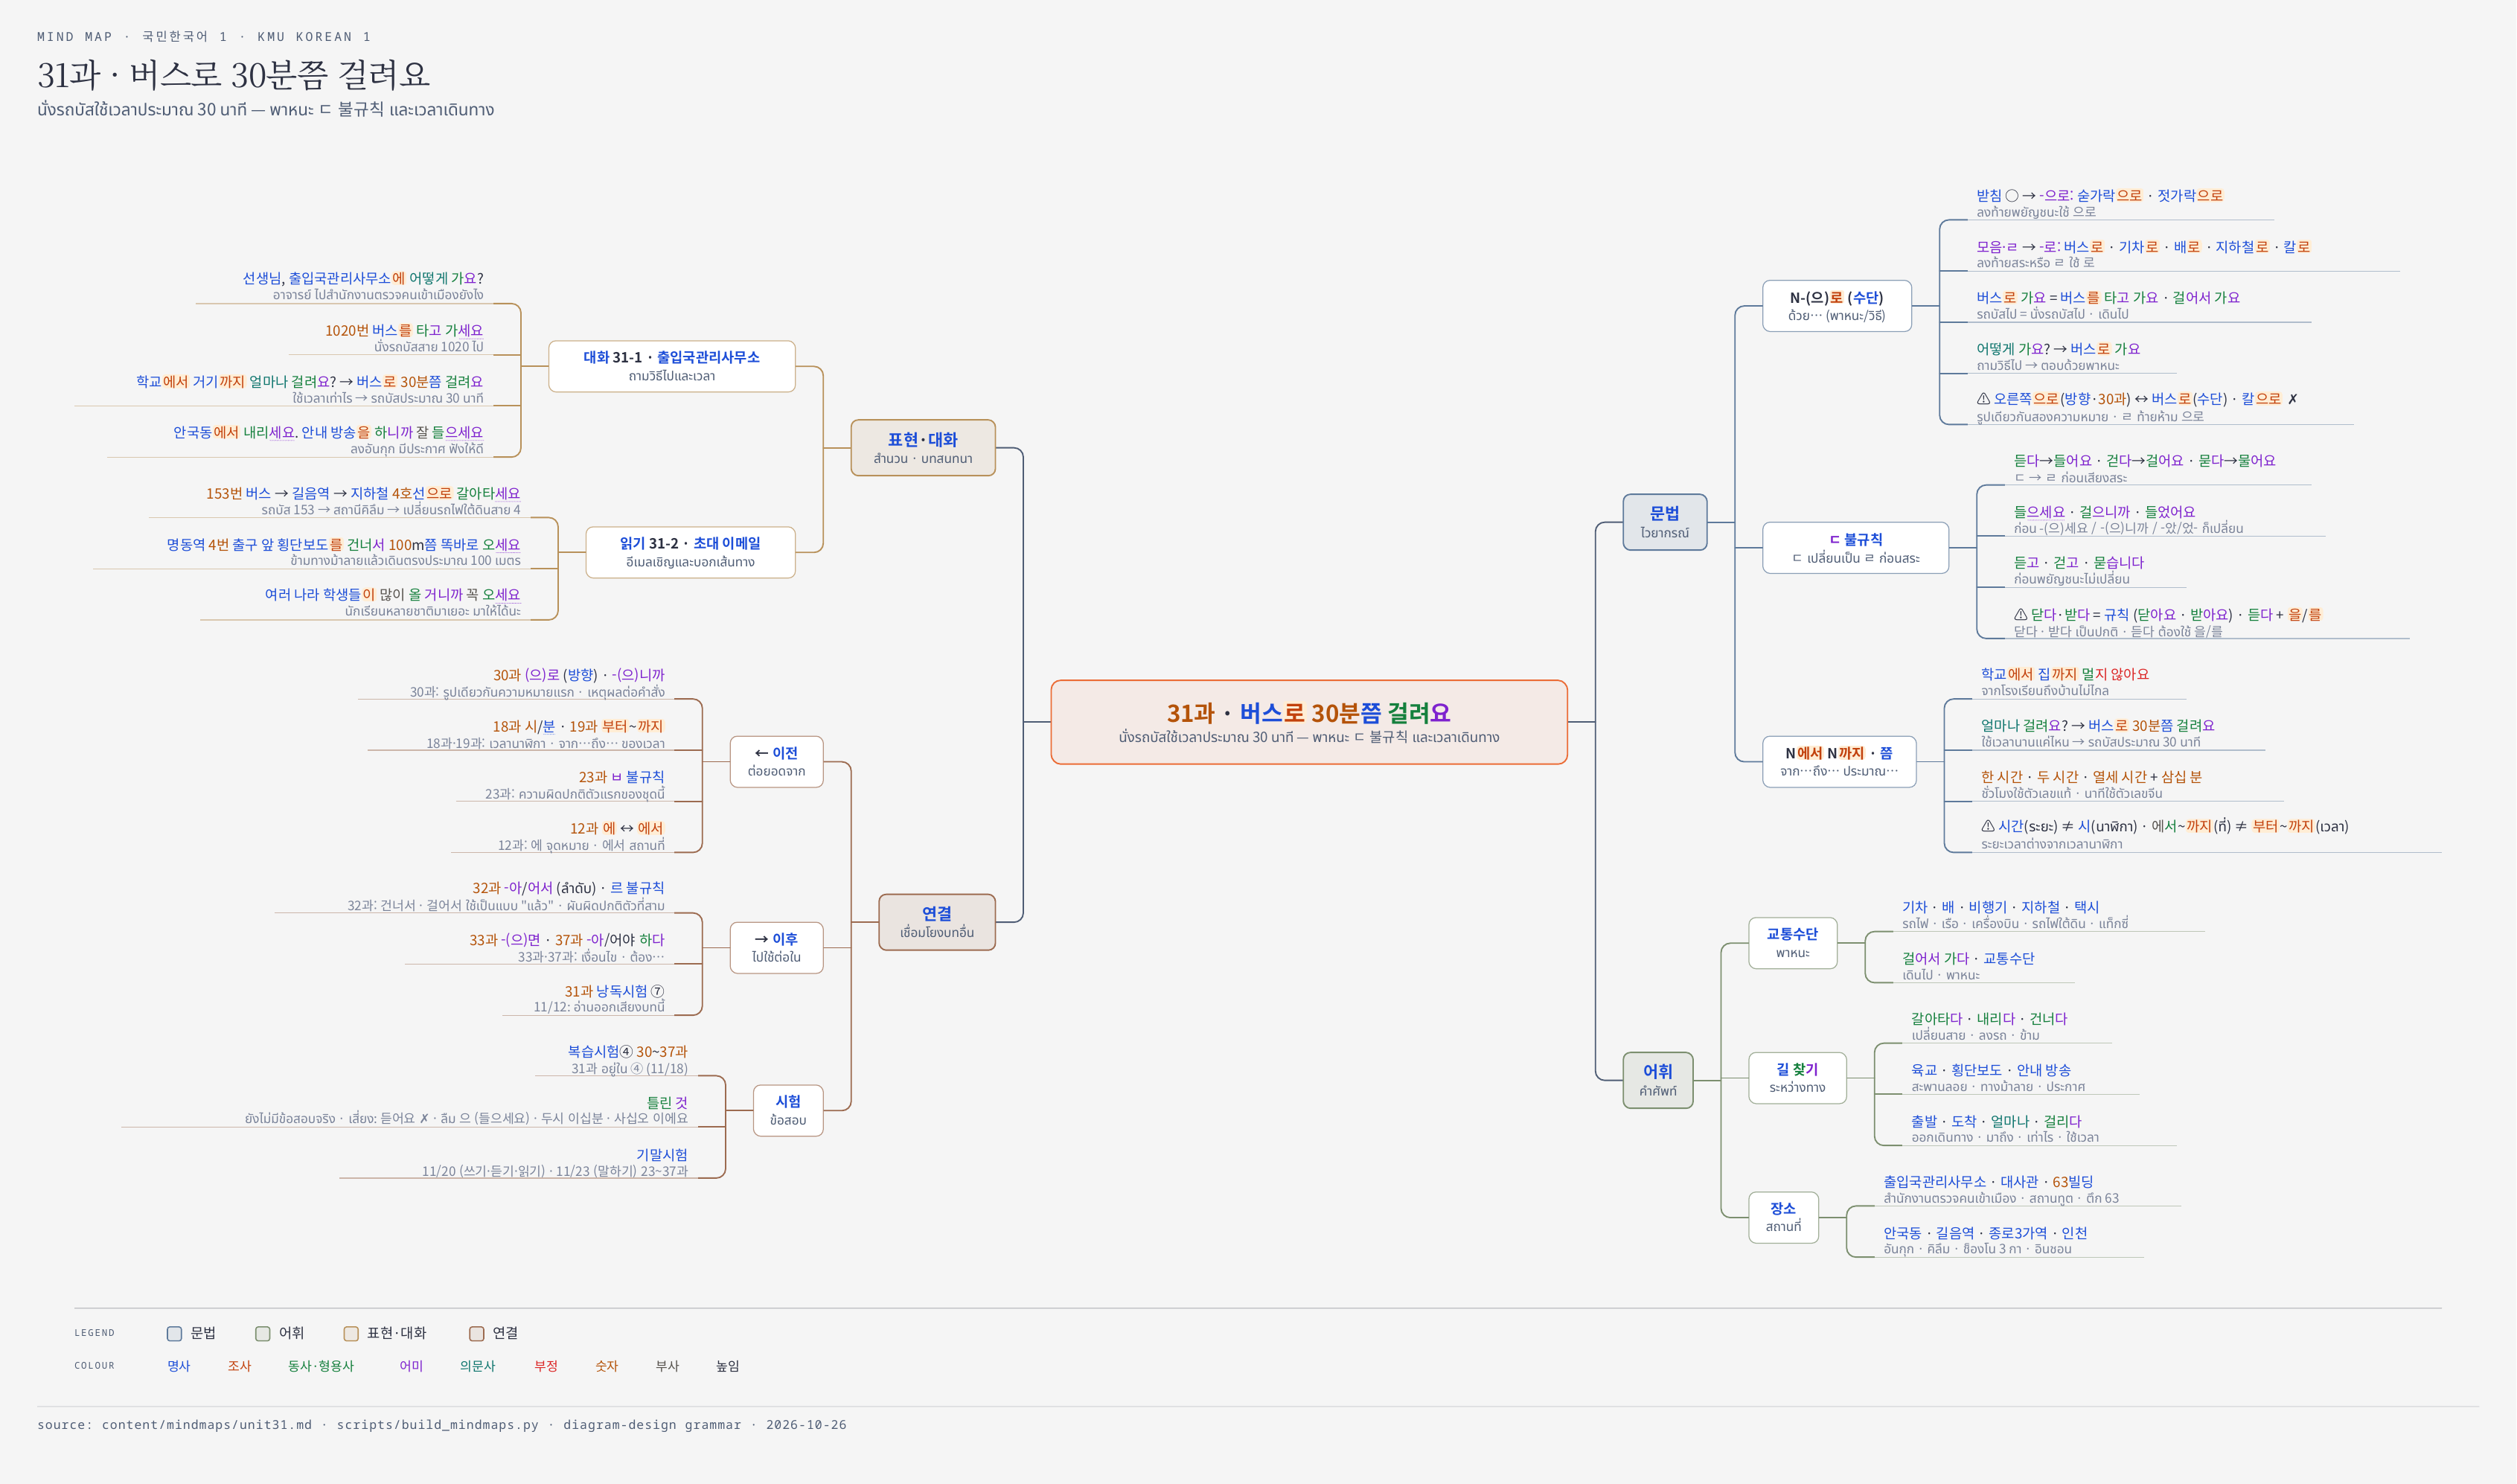 MIND MAP · 국민한국어 1 · KMU KOREAN 1
31과 · 버스로 30분쯤 걸려요
นั่งรถบัสใช้เวลาประมาณ 30 นาที — พาหนะ ㄷ 불규칙 และเวลาเดินทาง
선생님, 출입국관리사무소에 어떻게 가요?
อาจารย์ ไปสำนักงานตรวจคนเข้าเมืองยังไง
1020번 버스를 타고 가세요
นั่งรถบัสสาย 1020 ไป
학교에서 거기까지 얼마나 걸려요? → 버스로 30분쯤 걸려요
ใช้เวลาเท่าไร → รถบัสประมาณ 30 นาที
안국동에서 내리세요. 안내 방송을 하니까 잘 들으세요
ลงอันกุก มีประกาศ ฟังให้ดี
대화 31-1 · 출입국관리사무소
ถามวิธีไปและเวลา
153번 버스 → 길음역 → 지하철 4호선으로 갈아타세요
รถบัส 153 → สถานีคิลึม → เปลี่ยนรถไฟใต้ดินสาย 4
명동역 4번 출구 앞 횡단보도를 건너서 100m쯤 똑바로 오세요
ข้ามทางม้าลายแล้วเดินตรงประมาณ 100 เมตร
여러 나라 학생들이 많이 올 거니까 꼭 오세요
นักเรียนหลายชาติมาเยอะ มาให้ได้นะ
읽기 31-2 · 초대 이메일
อีเมลเชิญและบอกเส้นทาง
표현·대화
สำนวน · บทสนทนา
30과 (으)로 (방향) · -(으)니까
30과: รูปเดียวกันความหมายแรก · เหตุผลต่อคำสั่ง
18과 시/분 · 19과 부터~까지
18과·19과: เวลานาฬิกา · จาก…ถึง… ของเวลา
23과 ㅂ 불규칙
23과: ความผิดปกติตัวแรกของชุดนี้
12과 에 ↔ 에서
12과: 에 จุดหมาย · 에서 สถานที่
← 이전
ต่อยอดจาก
32과 -아/어서 (ลำดับ) · 르 불규칙
32과: 건너서 · 걸어서 ใช้เป็นแบบ "แล้ว" · ผันผิดปกติตัวที่สาม
33과 -(으)면 · 37과 -아/어야 하다
33과·37과: เงื่อนไข · ต้อง…
31과 낭독시험 ⑦
11/12: อ่านออกเสียงบทนี้
→ 이후
ไปใช้ต่อใน
복습시험④ 30~37과
31과 อยู่ใน ④ (11/18)
틀린 것
ยังไม่มีข้อสอบจริง · เสี่ยง: 듣어요 ✗ · ลืม 으 (들으세요) · 두시 이십분 · 사십오 이에요
기말시험
11/20 (쓰기·듣기·읽기) · 11/23 (말하기) 23~37과
시험
ข้อสอบ
연결
เชื่อมโยงบทอื่น
31과 · 버스로 30분쯤 걸려요
นั่งรถบัสใช้เวลาประมาณ 30 นาที — พาหนะ ㄷ 불규칙 และเวลาเดินทาง
문법
ไวยากรณ์
N-(으)로 (수단)
ด้วย… (พาหนะ/วิธี)
받침 ◯ → -으로: 숟가락으로 · 젓가락으로
ลงท้ายพยัญชนะใช้ 으로
모음·ㄹ → -로: 버스로 · 기차로 · 배로 · 지하철로 · 칼로
ลงท้ายสระหรือ ㄹ ใช้ 로
버스로 가요 = 버스를 타고 가요 · 걸어서 가요
รถบัสไป = นั่งรถบัสไป · เดินไป
어떻게 가요? → 버스로 가요
ถามวิธีไป → ตอบด้วยพาหนะ
⚠ 오른쪽으로(방향·30과) ↔ 버스로(수단) · 칼으로 ✗
รูปเดียวกันสองความหมาย · ㄹ ท้ายห้าม 으로
ㄷ 불규칙
ㄷ เปลี่ยนเป็น ㄹ ก่อนสระ
듣다→들어요 · 걷다→걸어요 · 묻다→물어요
ㄷ → ㄹ ก่อนเสียงสระ
들으세요 · 걸으니까 · 들었어요
ก่อน -(으)세요 / -(으)니까 / -았/었- ก็เปลี่ยน
듣고 · 걷고 · 묻습니다
ก่อนพยัญชนะไม่เปลี่ยน
⚠ 닫다·받다 = 규칙 (닫아요 · 받아요) · 듣다 + 을/를
닫다 · 받다 เป็นปกติ · 듣다 ต้องใช้ 을/를
N에서 N까지 · 쯤
จาก…ถึง… ประมาณ…
학교에서 집까지 멀지 않아요
จากโรงเรียนถึงบ้านไม่ไกล
얼마나 걸려요? → 버스로 30분쯤 걸려요
ใช้เวลานานแค่ไหน → รถบัสประมาณ 30 นาที
한 시간 · 두 시간 · 열세 시간 + 삼십 분
ชั่วโมงใช้ตัวเลขแท้ · นาทีใช้ตัวเลขจีน
⚠ 시간(ระยะ) ≠ 시(นาฬิกา) · 에서~까지(ที่) ≠ 부터~까지(เวลา)
ระยะเวลาต่างจากเวลานาฬิกา
어휘
คำศัพท์
교통수단
พาหนะ
기차 · 배 · 비행기 · 지하철 · 택시
รถไฟ · เรือ · เครื่องบิน · รถไฟใต้ดิน · แท็กซี่
걸어서 가다 · 교통수단
เดินไป · พาหนะ
길 찾기
ระหว่างทาง
갈아타다 · 내리다 · 건너다
เปลี่ยนสาย · ลงรถ · ข้าม
육교 · 횡단보도 · 안내 방송
สะพานลอย · ทางม้าลาย · ประกาศ
출발 · 도착 · 얼마나 · 걸리다
ออกเดินทาง · มาถึง · เท่าไร · ใช้เวลา
장소
สถานที่
출입국관리사무소 · 대사관 · 63빌딩
สำนักงานตรวจคนเข้าเมือง · สถานทูต · ตึก 63
안국동 · 길음역 · 종로3가역 · 인천
อันกุก · คิลึม · ช็องโน 3 กา · อินชอน
LEGEND 문법 어휘 표현·대화 연결
COLOUR 명사 조사 동사·형용사 어미 의문사 부정 숫자 부사 높임
source: content/mindmaps/unit31.md · scripts/build_mindmaps.py · diagram-design grammar · 2026-10-26